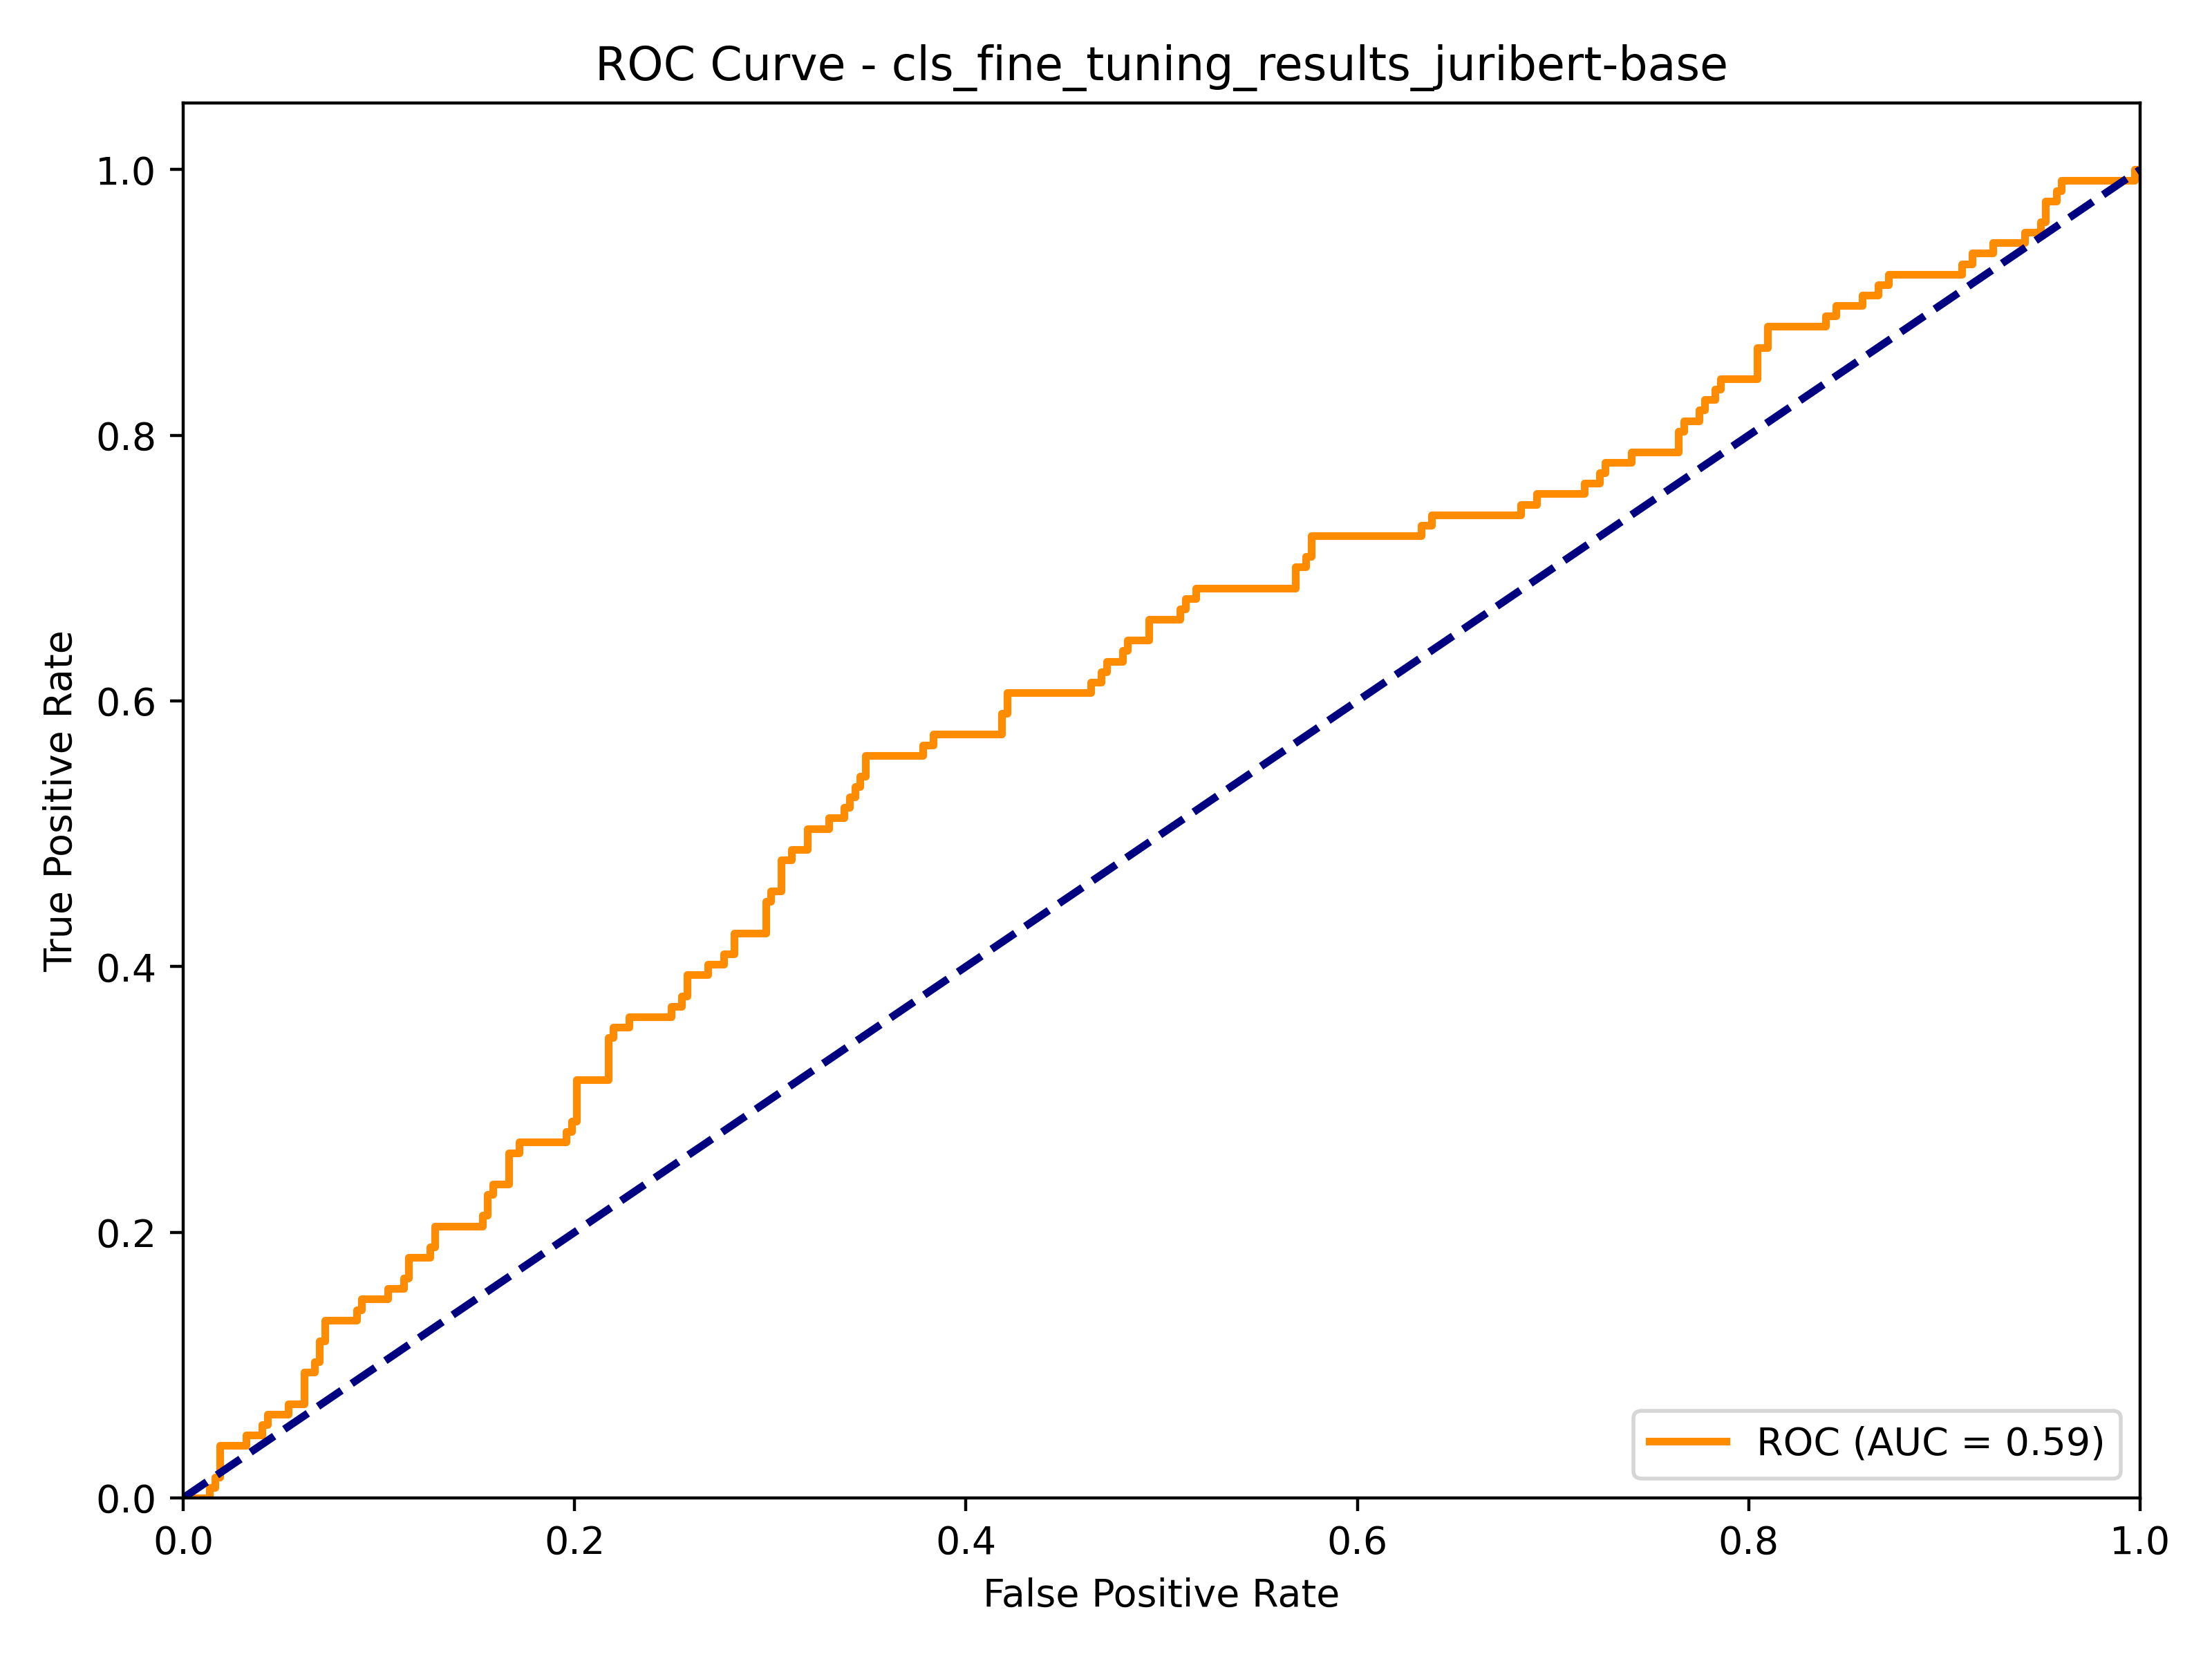 ROC Curve - cls_fine_tuning_results_juribert-base
True Positive Rate
1.0
0.8
0.6
0.4
0.2
0.0
0.0 0.2 0.4 0.6 0.8 1.0
False Positive Rate
ROC (AUC = 0.59)